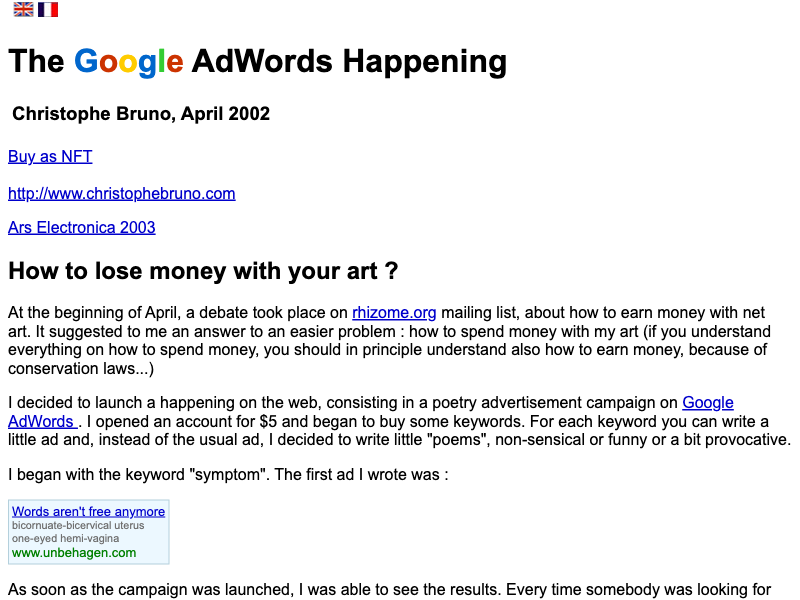 The Google AdWords Happening
Christophe Bruno, April 2002
Buy as NFT
http://www.christophebruno.com
Ars Electronica 2003
How to lose money with your art ?
At the beginning of April, a debate took place on rhizome.org mailing list, about how to earn money with net
art. It suggested to me an answer to an easier problem : how to spend money with my art (if you understand
everything on how to spend money, you should in principle understand also how to earn money, because of
conservation laws...)
I decided to launch a happening on the web, consisting in a poetry advertisement campaign on Google
AdWords . I opened an account for $5 and began to buy some keywords. For each keyword you can write a
little ad and, instead of the usual ad, I decided to write little "poems", non-sensical or funny or a bit provocative.
I began with the keyword "symptom". The first ad I wrote was :
Words aren't free anymore
bicornuate-bicervical uterus
one-eyed hemi-vagina
www.unbehagen.com
As soon as the campaign was launched, I was able to see the results. Every time somebody was looking for